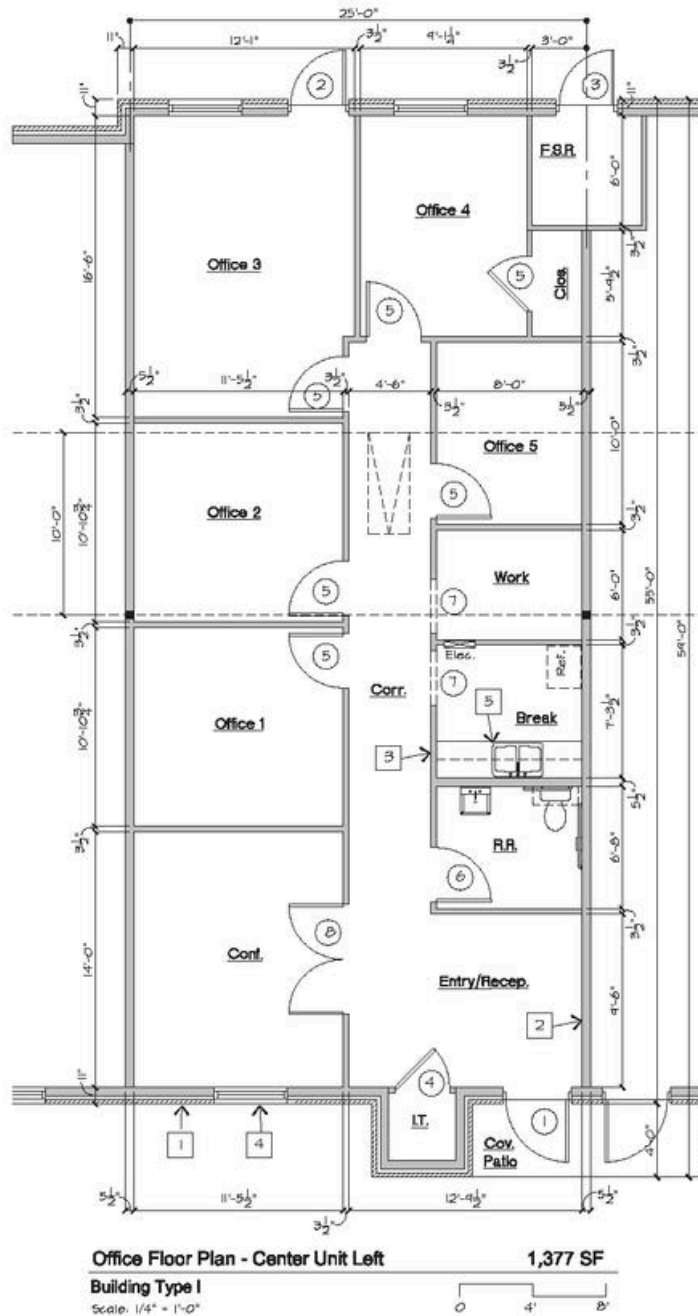 25'-0"
11" 12'-1" 3½" 4'-1½" 3'-0"
3½"
2 3
11" 11"
F.S.R.
6'-0"
Office 4
Office 3
16'-6"
5
Clos.
3½"
5'-4½"
5
5½" 11'-5½" 3½" 4'-6" 8'-0"
3½"
5
3½" 3½" 5½"
Office 5
10'-0"
5
Office 2
10'-0"
10'-10¾"
3½"
Work
6'-0"
55'-0"
59'-0"
5
7
3½"
3½"
5
Elec.
7
Ref.
Corr.
5
Break
7'-3½"
Office 1
10'-10¾"
3
5½"
R.R.
6'-8"
3½"
6
3½"
8
Conf.
14'-0"
Entry/Recep.
9'-6"
2
11"
4
I.T.
1
Cov.
Patio
4'-0"
1 4
5½" 11'-5½" 12'-9½" 5½"
3½"
Office Floor Plan - Center Unit Left 1,377 SF
Building Type I
Scale: 1/4" = 1'-0"
0 4' 8'